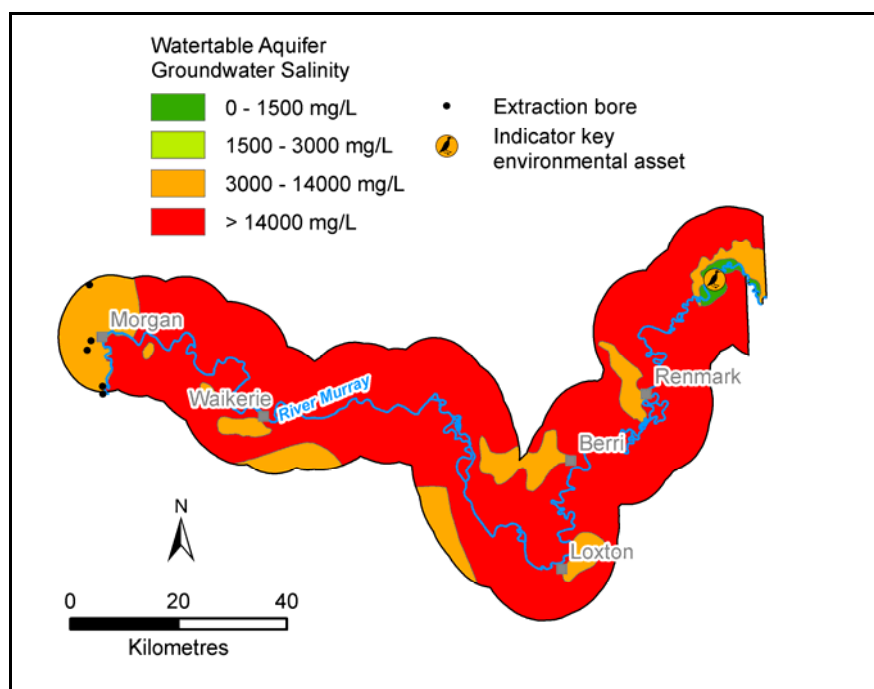 Watertable Aquifer
Groundwater Salinity
0 - 1500 mg/L
1500 - 3000 mg/L
3000 - 14000 mg/L
> 14000 mg/L
Extraction bore
Indicator key
environmental asset
Morgan
Waikerie
River Murray
Renmark
Berri
Loxton
N
0 20 40
Kilometres